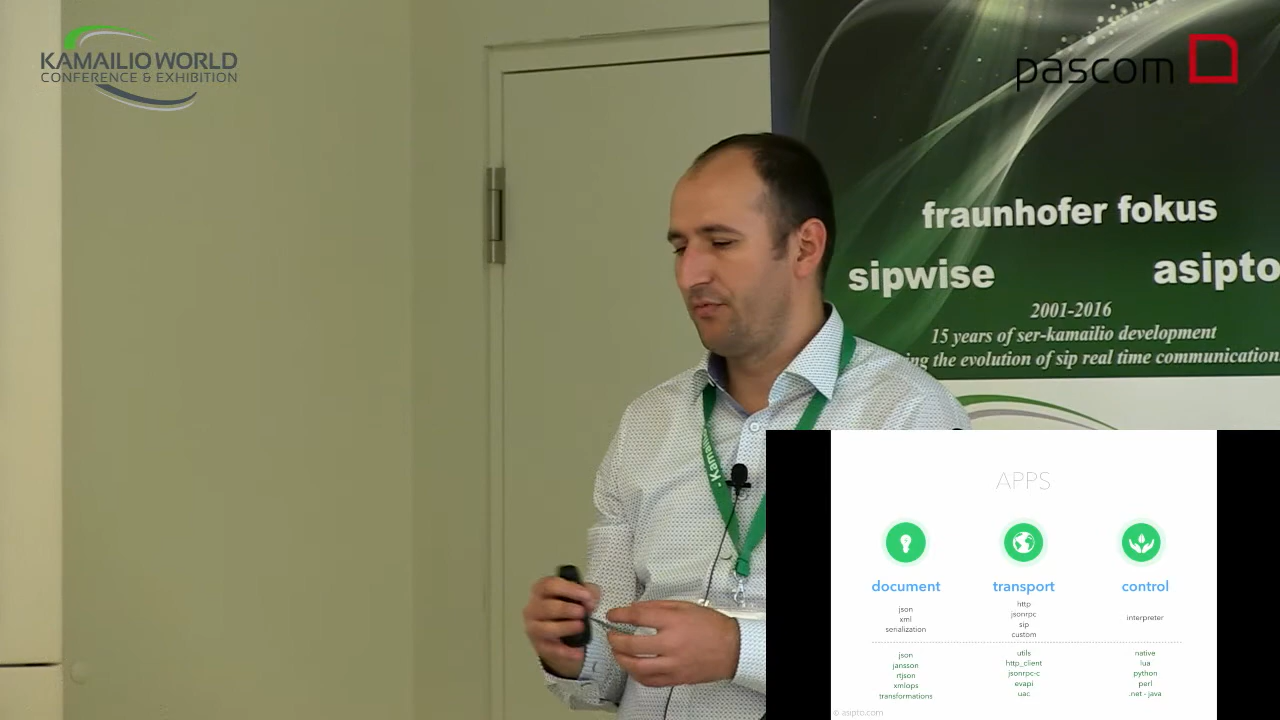 KAMAILIO WORLD
CONFERENCE & EXHIBITION
pascom
fraunhofer fokus
sipwise asipto
2001-2016
15 years of ser-kamailio development
ing the evolution of sip real time communication
- Kamai
APPS
document
json
xml
serialization
json
jansson
rtjson
xmlops
transformations
transport
http
jsonrpc
sip
custom
utils
http_client
jsonrpc-c
evapi
uac
control
interpreter
native
lua
python
perl
.net - java
© asipto.com